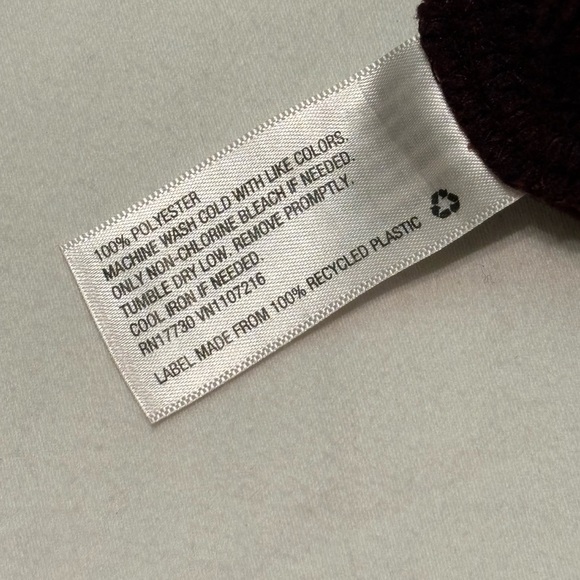 100% POLYESTER
MACHINE WASH COLD WITH LIKE COLORS.
ONLY NON-CHLORINE BLEACH IF NEEDED.
TUMBLE DRY LOW. REMOVE PROMPTLY.
COOL IRON IF NEEDED
RN17730 VN1107216
LABEL MADE FROM 100% RECYCLED PLASTIC